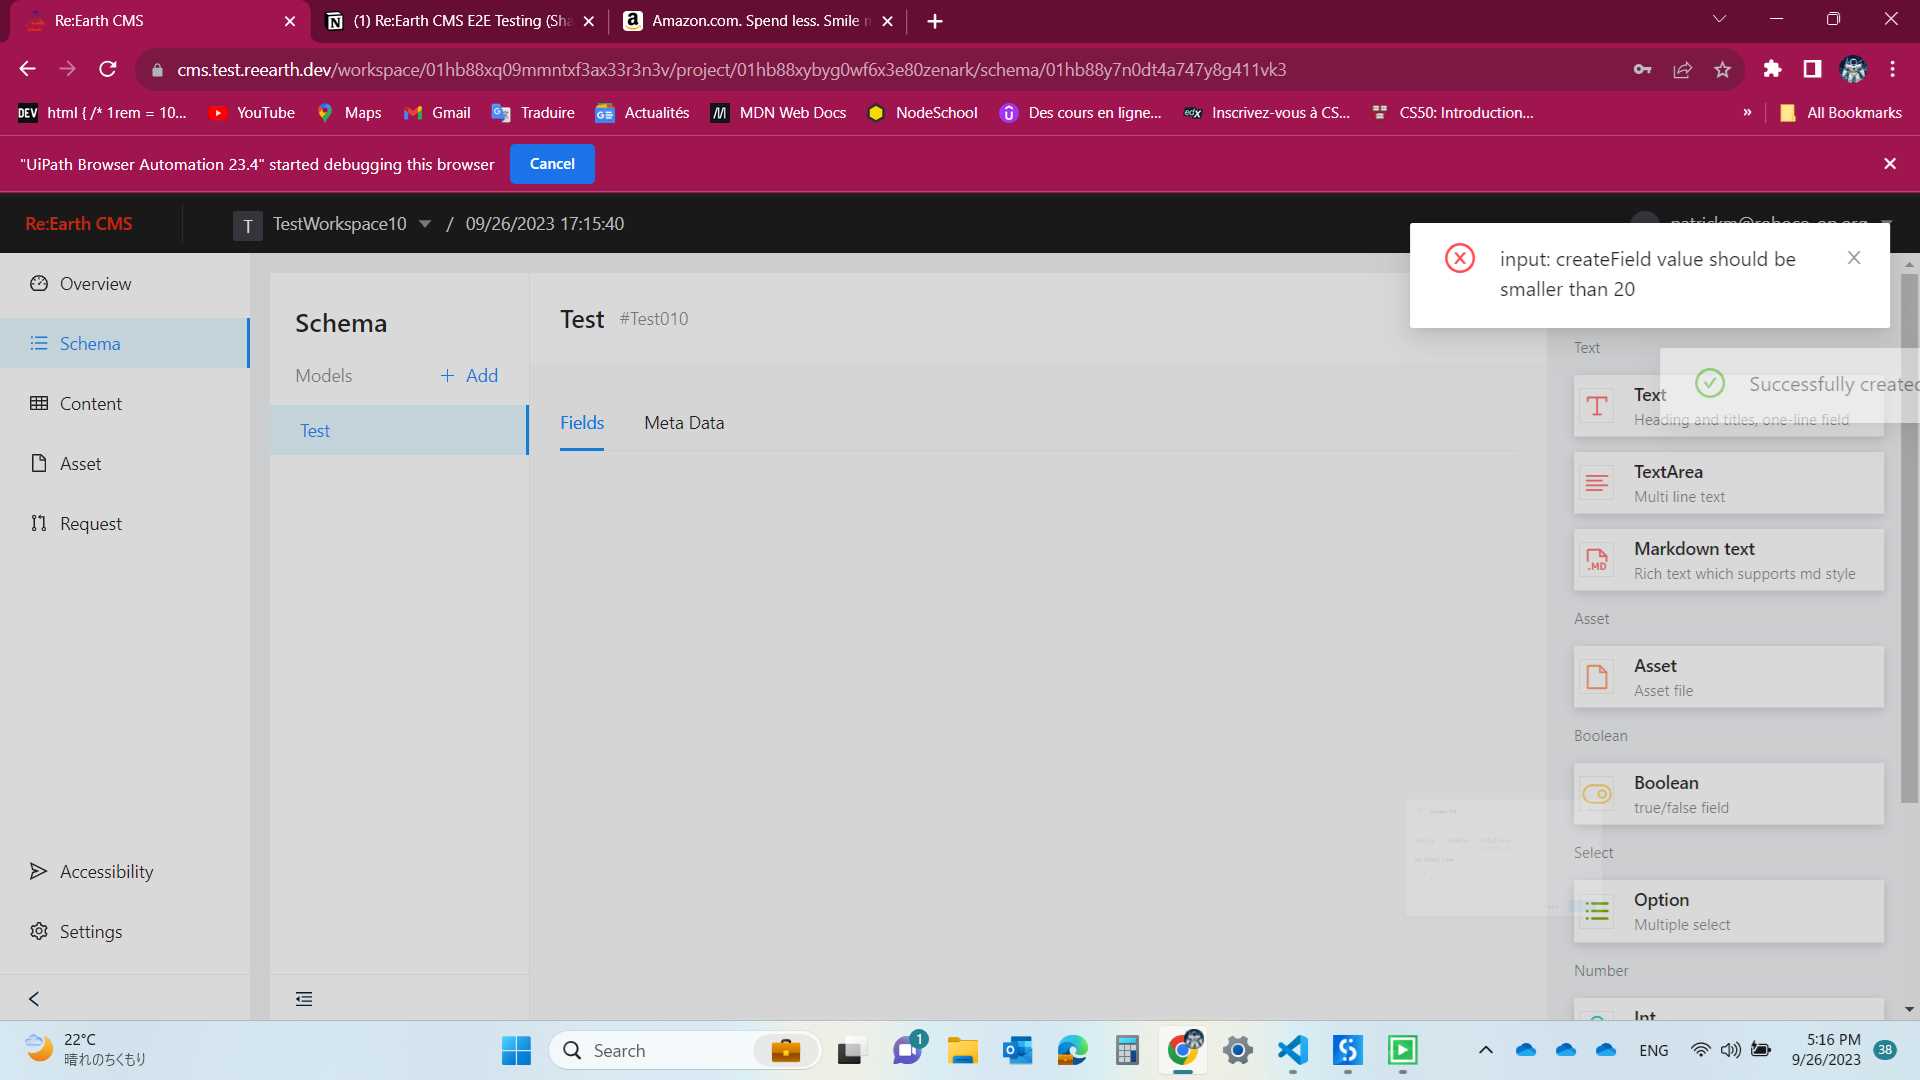 Re:Earth CMS
(1) Re:Earth CMS E2E Testing (Sha
Amazon.com. Spend less. Smile m
cms.test.reearth.dev/workspace/01hb88xq09mmntxf3ax33r3n3v/project/01hb88xybyg0wf6x3e80zenark/schema/01hb88y7n0dt4a747y8g411vk3
DEV html { /* 1rem = 10... YouTube Maps Gmail Traduire Actualités MDN Web Docs NodeSchool Des cours en ligne... edX Inscrivez-vous à CS... CS50: Introduction... » All Bookmarks
"UiPath Browser Automation 23.4" started debugging this browser Cancel
Re:Earth CMS T TestWorkspace10 / 09/26/2023 17:15:40
input: createField value should be
smaller than 20
Successfully created
Overview
Schema
Content
Asset
Request
Accessibility
Settings
Schema
Models + Add
Test
Test #Test010
Fields Meta Data
Text
Text
Heading and titles, one-line field
TextArea
Multi line text
Markdown text
Rich text which supports md style
Asset
Asset
Asset file
Boolean
Boolean
true/false field
Select
Option
Multiple select
Number
Int
22°C
晴れのちくもり
Search
1
ENG
5:16 PM
9/26/2023
38